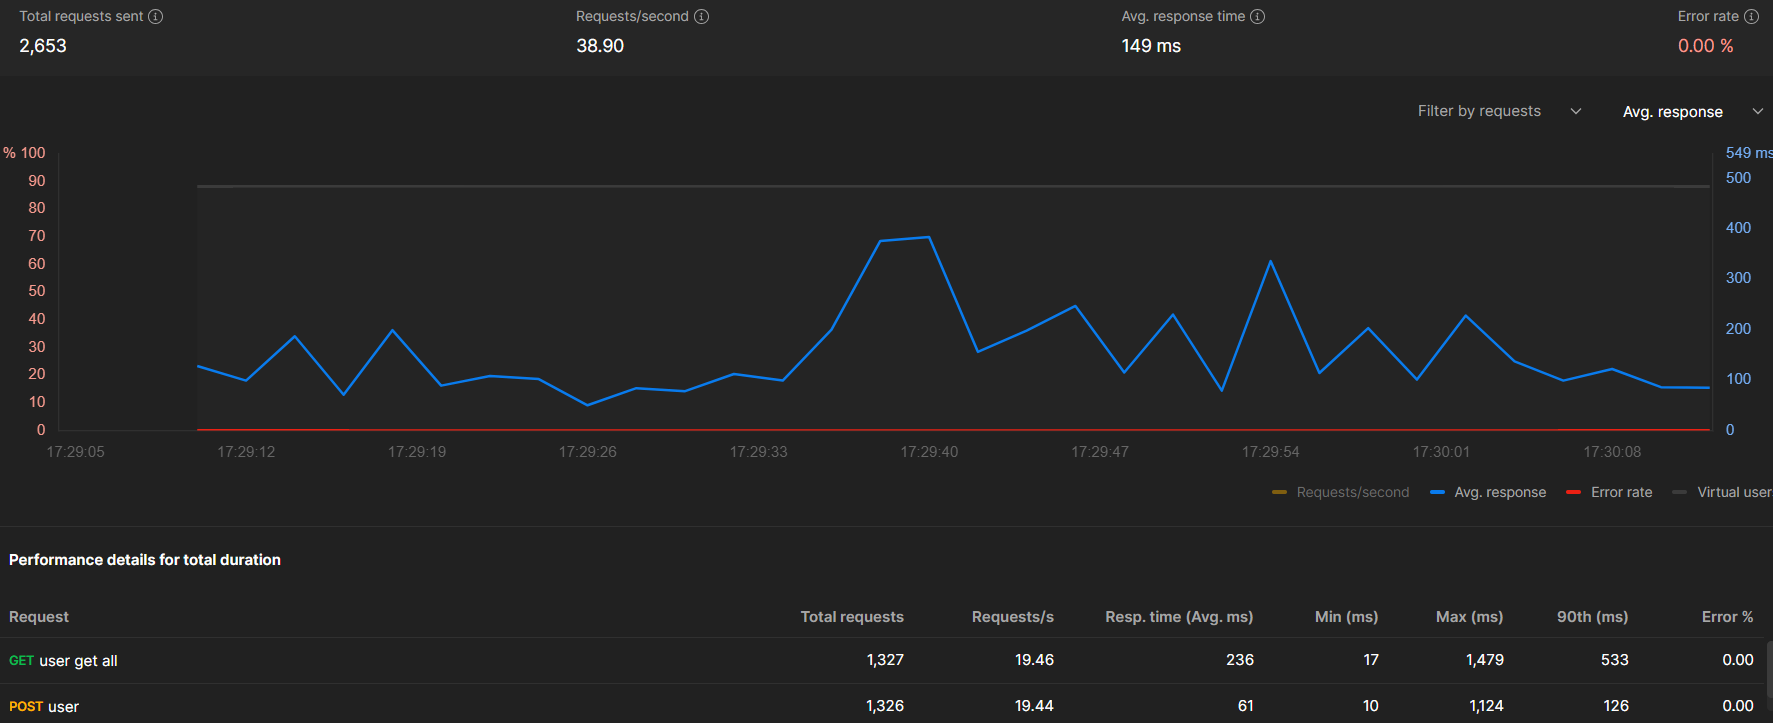 Total requests sent Requests/second Avg. response time Error rate
2,653 38.90 149 ms 0.00 %
Filter by requests Avg. response
% 100 549 ms
90 500
80
70 400
60
50 300
40
30 200
20
10 100
0 0
17:29:05 17:29:12 17:29:19 17:29:26 17:29:33 17:29:40 17:29:47 17:29:54 17:30:01 17:30:08
Requests/second Avg. response Error rate Virtual user
Performance details for total duration
Request Total requests Requests/s Resp. time (Avg. ms) Min (ms) Max (ms) 90th (ms) Error %
GET user get all 1,327 19.46 236 17 1,479 533 0.00
POST user 1,326 19.44 61 10 1,124 126 0.00